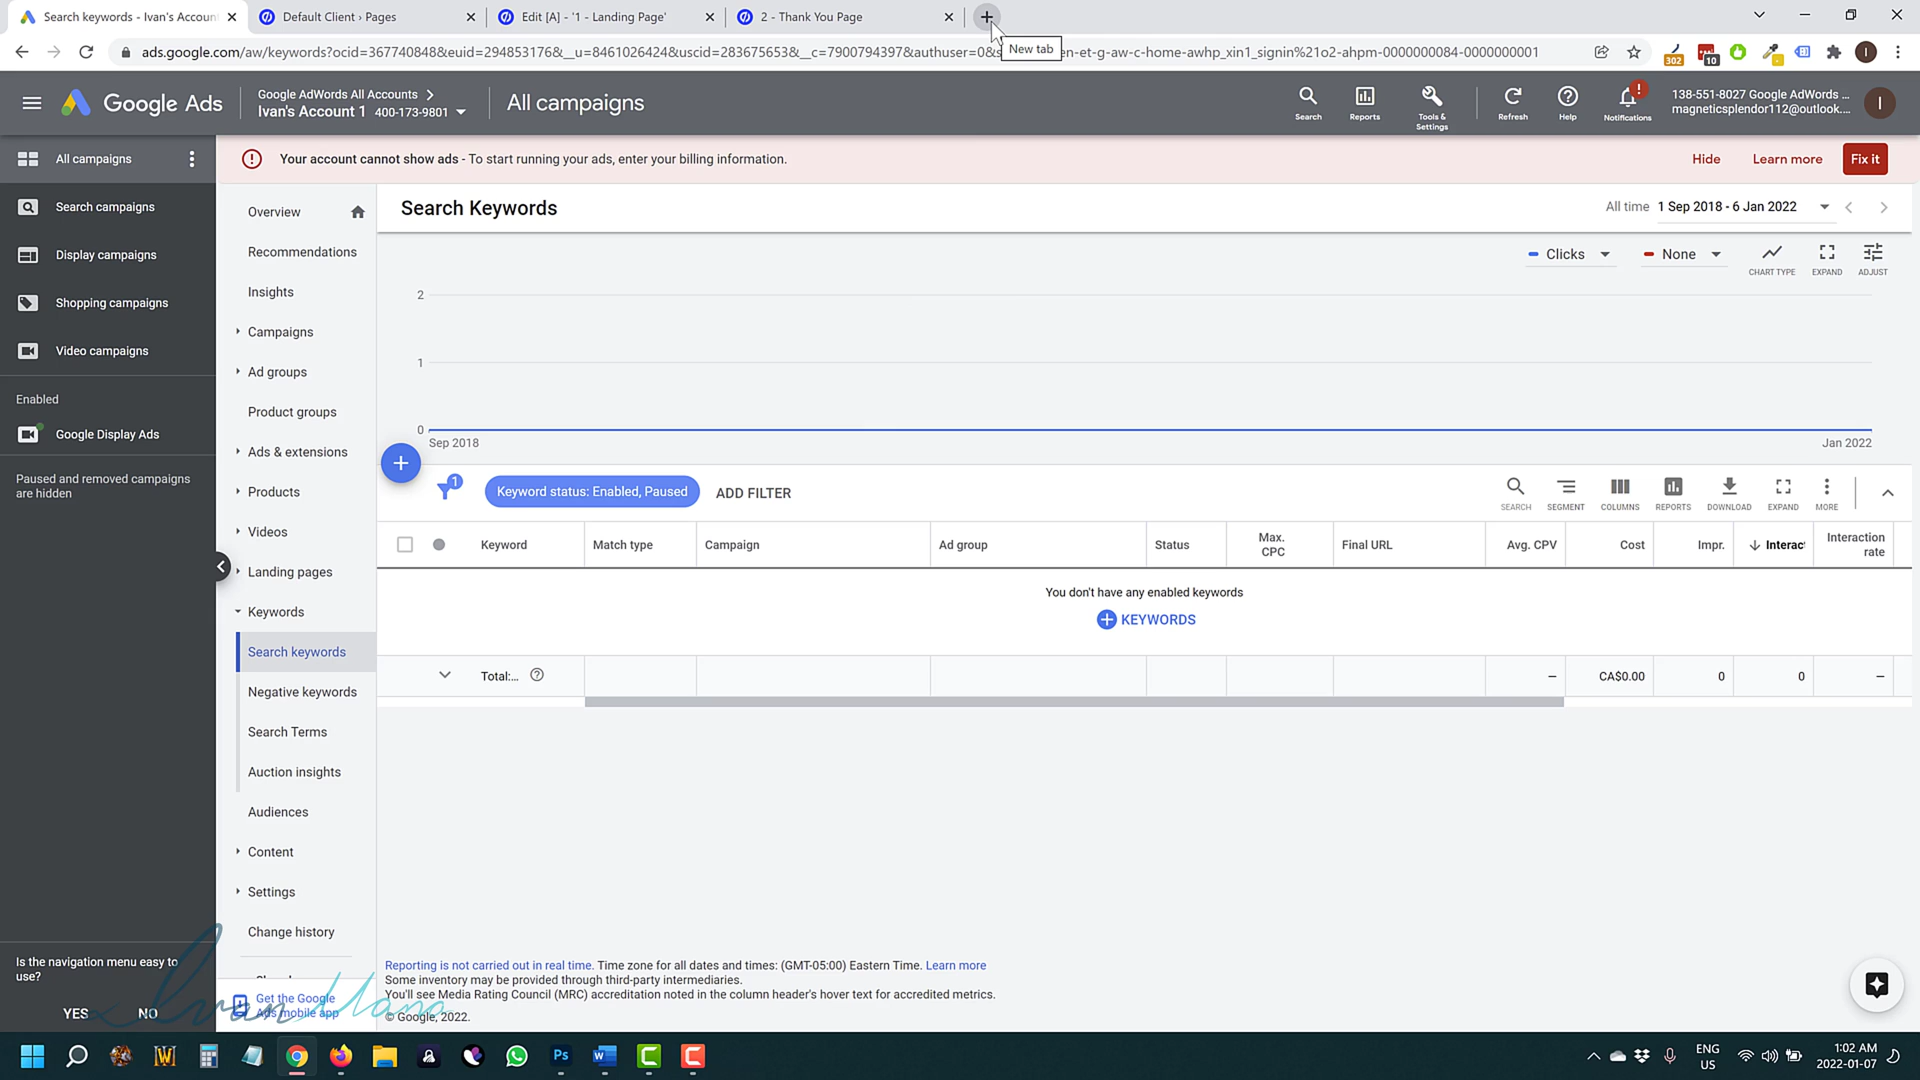 Search keywords - Ivan's Accoun
Default Client › Pages
Edit [A] - '1 - Landing Page'
2 - Thank You Page
New tab
ads.google.com/aw/keywords?ocid=367740848&euid=294853176&__u=8461026424&uscid=283675653&__c=7900794397&authuser=0&s
en-et-g-aw-c-home-awhp_xin1_signin%21o2-ahpm-0000000084-0000000001
302
10
I
Google Ads
Google AdWords All Accounts
Ivan's Account 1 400-173-9801
All campaigns
Search
Reports
Tools &
Settings
Refresh
Help
Notifications
138-551-8027 Google AdWords ...
magneticsplendor112@outlook....
I
All campaigns
Search campaigns
Display campaigns
Shopping campaigns
Video campaigns
Enabled
Google Display Ads
Paused and removed campaigns
are hidden
Is the navigation menu easy to
use?
YES
NO
Your account cannot show ads - To start running your ads, enter your billing information.
Hide
Learn more
Fix it
Overview
Recommendations
Insights
Campaigns
Ad groups
Product groups
Ads & extensions
Products
Videos
Landing pages
Keywords
Search keywords
Negative keywords
Search Terms
Auction insights
Audiences
Content
Settings
Change history
Get the Google
Ads mobile app
Search Keywords
All time 1 Sep 2018 - 6 Jan 2022
Clicks
None
CHART TYPE
EXPAND
ADJUST
2
1
0
Sep 2018
Jan 2022
1
Keyword status: Enabled, Paused
ADD FILTER
SEARCH
SEGMENT
COLUMNS
REPORTS
DOWNLOAD
EXPAND
MORE
Keyword
Match type
Campaign
Ad group
Status
Max.
CPC
Final URL
Avg. CPV
Cost
Impr.
Interac
Interaction
rate
You don't have any enabled keywords
KEYWORDS
Total:...
–
CA$0.00
0
0
–
Reporting is not carried out in real time. Time zone for all dates and times: (GMT-05:00) Eastern Time. Learn more
Some inventory may be provided through third-party intermediaries.
You'll see Media Rating Council (MRC) accreditation noted in the column header's hover text for accredited metrics.
© Google, 2022.
Ivan Mana
ENG
US
1:02 AM
2022-01-07